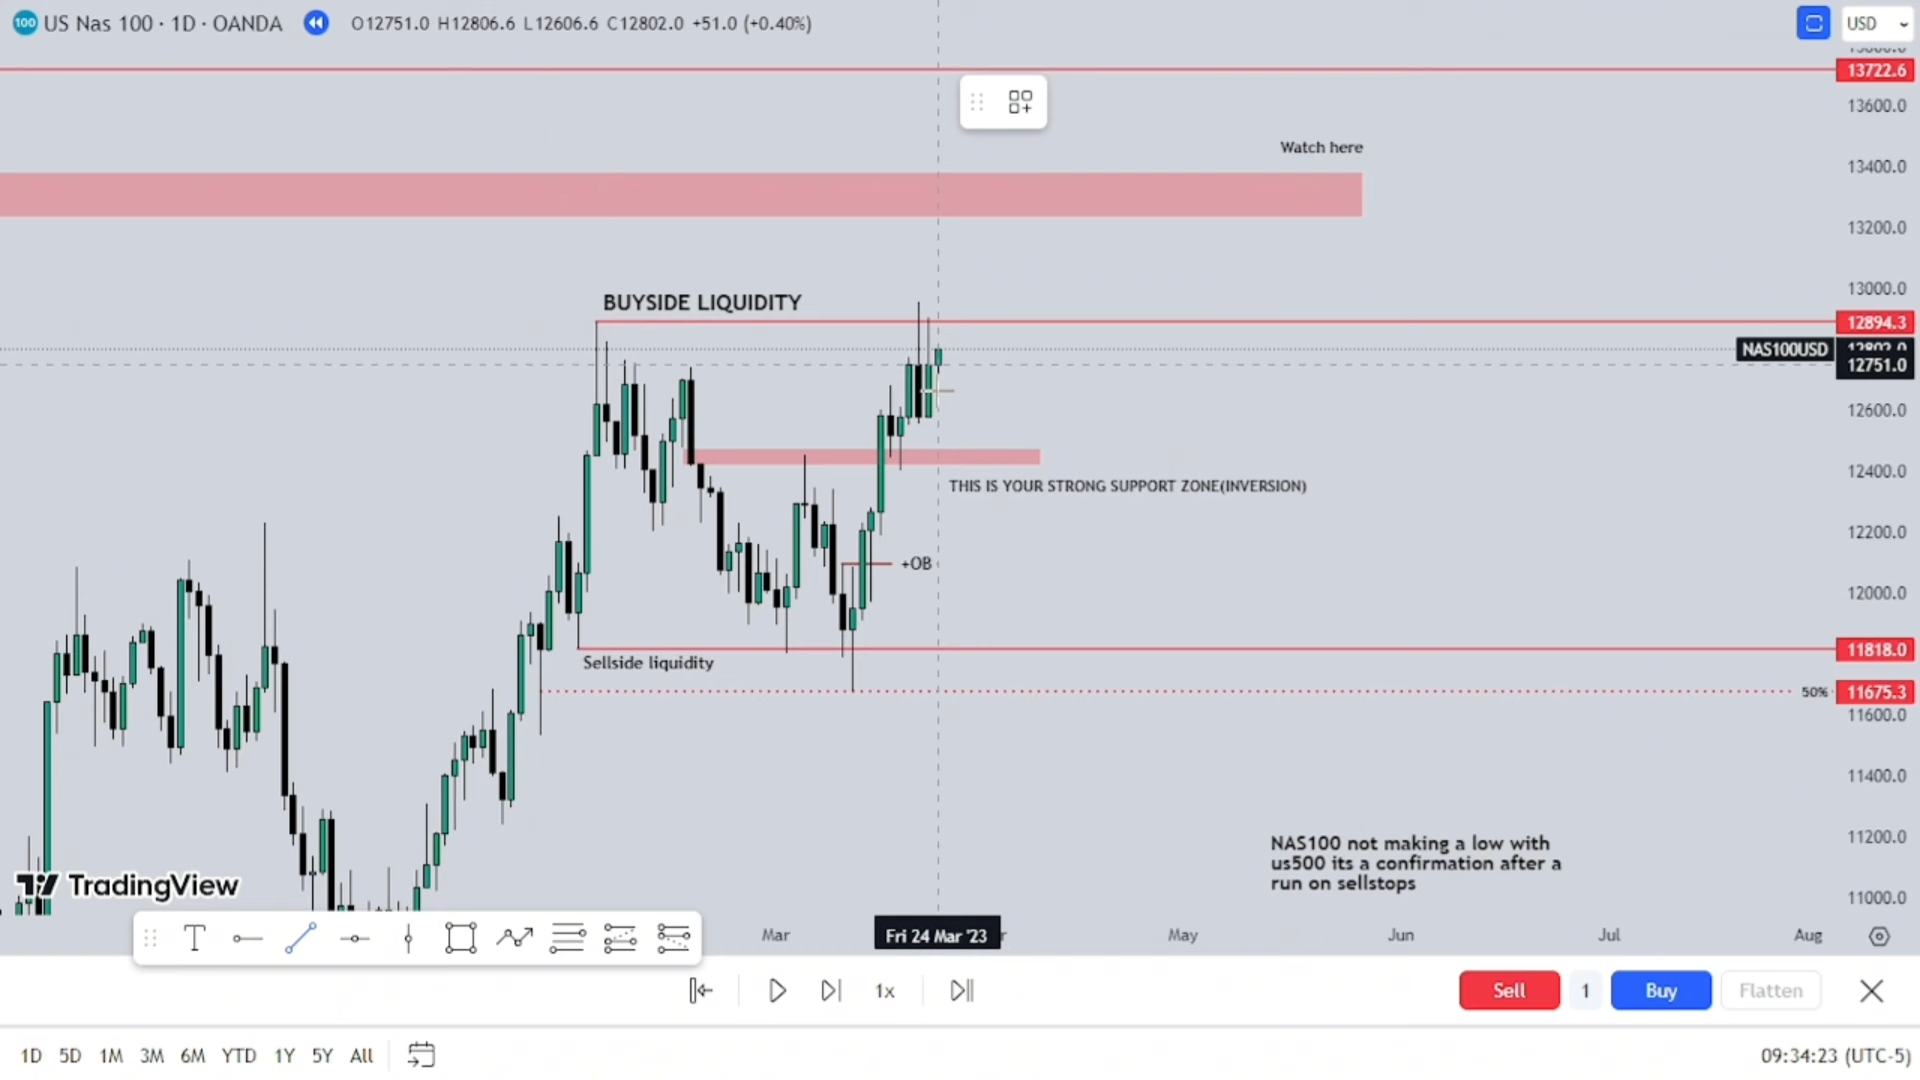 100 US Nas 100 · 1D · OANDA O12751.0 H12806.6 L12606.6 C12802.0 +51.0 (+0.40%)
USD
13722.6
13600.0
Watch here
13400.0
13200.0
13000.0
BUYSIDE LIQUIDITY
12894.3
NAS100USD 12802.0
12751.0
12600.0
12400.0
THIS IS YOUR STRONG SUPPORT ZONE(INVERSION)
12200.0
+OB
12000.0
11818.0
Sellside liquidity
50% 11675.3
11600.0
11400.0
11200.0
NAS100 not making a low with
us500 its a confirmation after a
run on sellstops
TradingView
11000.0
Mar Fri 24 Mar '23 May Jun Jul Aug
1x Sell 1 Buy Flatten
1D 5D 1M 3M 6M YTD 1Y 5Y All 09:34:23 (UTC-5)